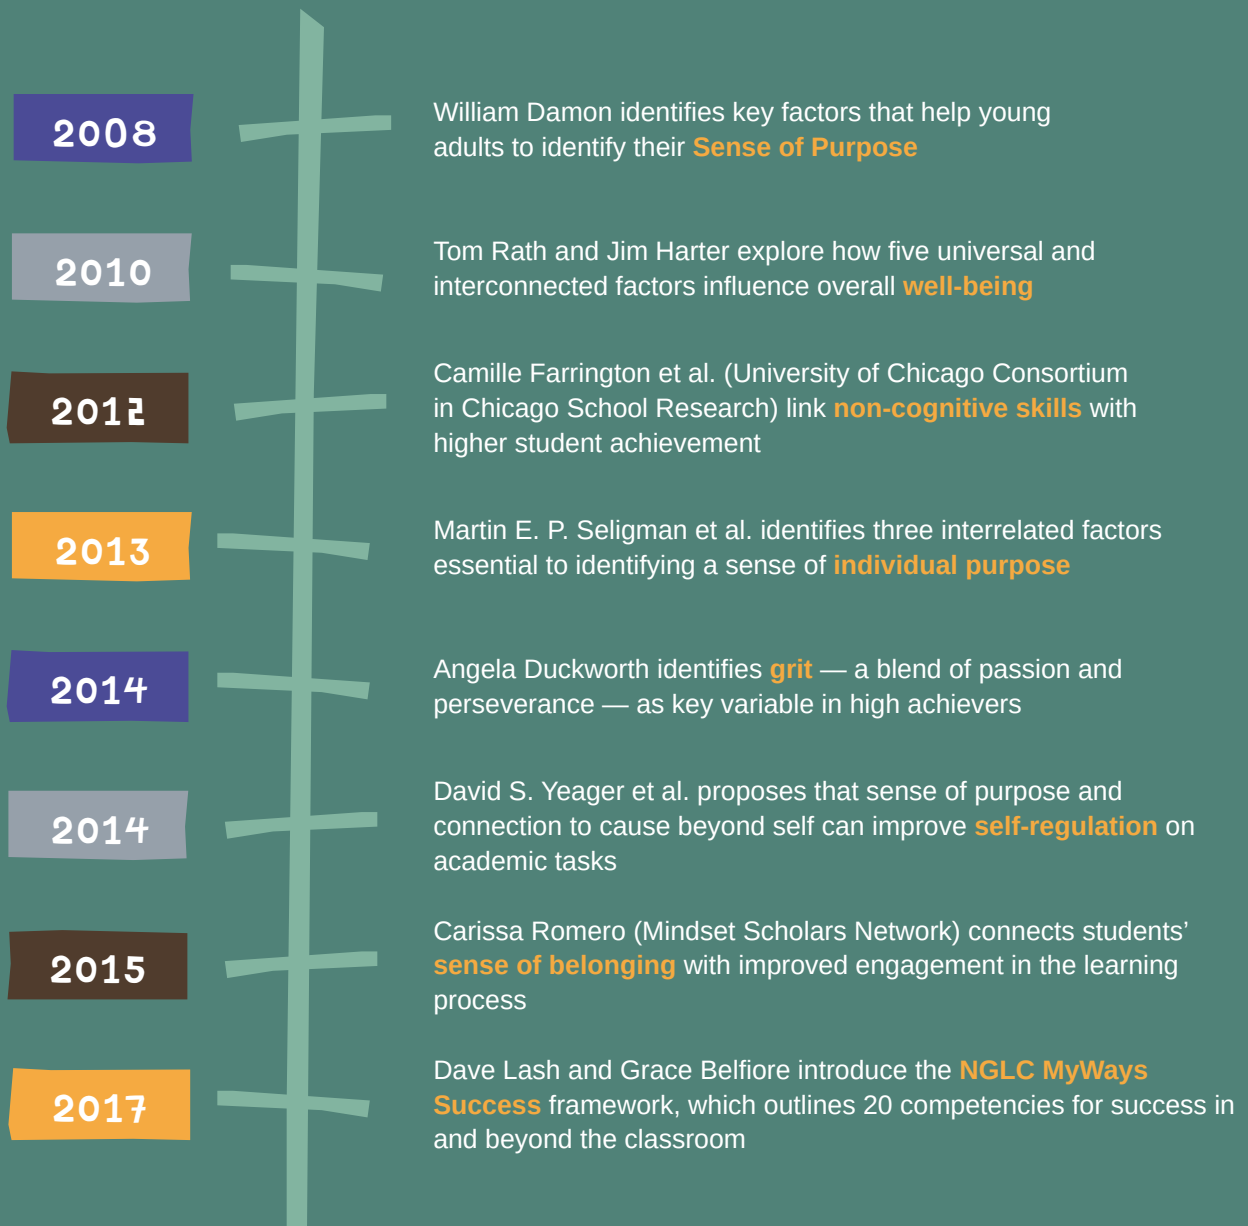 2008
William Damon identifies key factors that help young
adults to identify their Sense of Purpose
2010
Tom Rath and Jim Harter explore how five universal and
interconnected factors influence overall well-being
2012
Camille Farrington et al. (University of Chicago Consortium
in Chicago School Research) link non-cognitive skills with
higher student achievement
2013
Martin E. P. Seligman et al. identifies three interrelated factors
essential to identifying a sense of individual purpose
2014
Angela Duckworth identifies grit — a blend of passion and
perseverance — as key variable in high achievers
2014
David S. Yeager et al. proposes that sense of purpose and
connection to cause beyond self can improve self-regulation on
academic tasks
2015
Carissa Romero (Mindset Scholars Network) connects students’
sense of belonging with improved engagement in the learning
process
2017
Dave Lash and Grace Belfiore introduce the NGLC MyWays
Success framework, which outlines 20 competencies for success in
and beyond the classroom